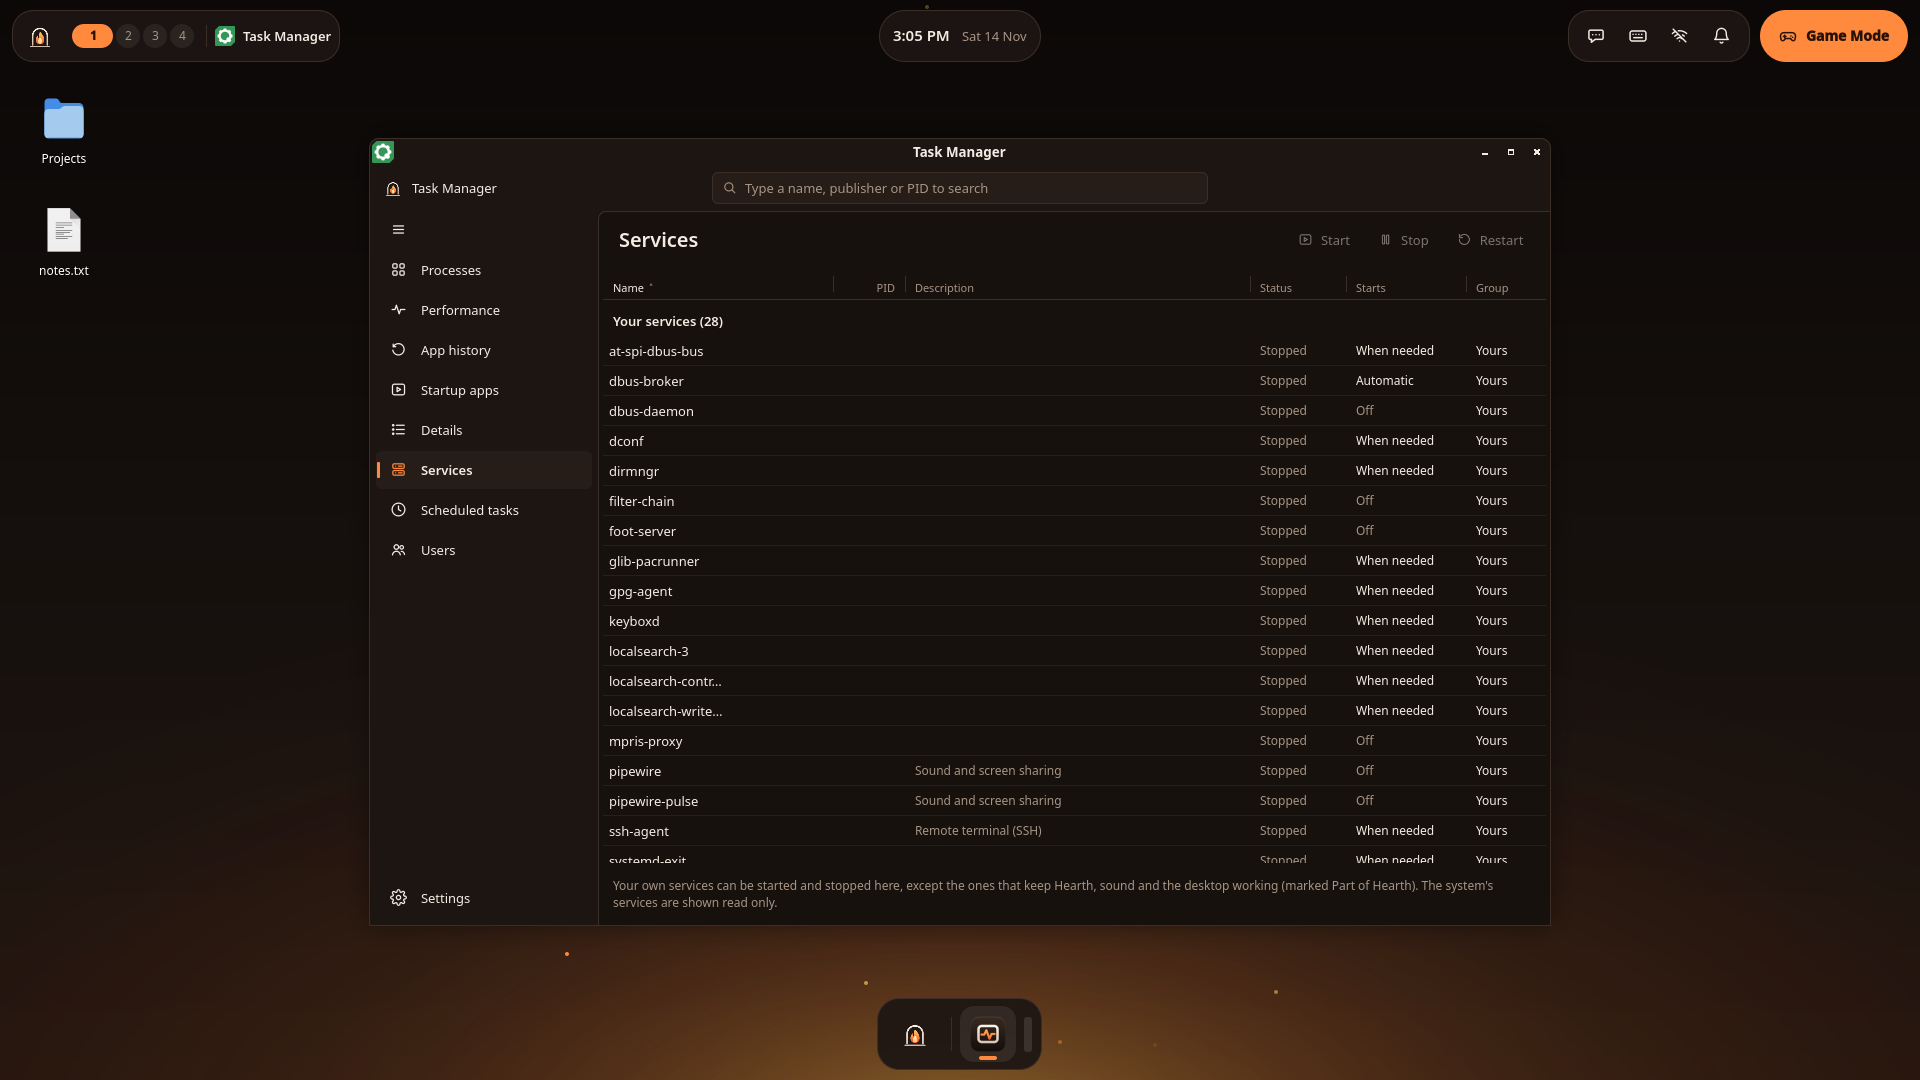 1 2 3 4 Task Manager
3:05 PM Sat 14 Nov
Game Mode
Projects
notes.txt
Task Manager
Task Manager
Type a name, publisher or PID to search
Processes
Performance
App history
Startup apps
Details
Services
Scheduled tasks
Users
Settings
Services
Start Stop Restart
Name PID Description Status Starts Group
Your services (28)
at-spi-dbus-bus Stopped When needed Yours
dbus-broker Stopped Automatic Yours
dbus-daemon Stopped Off Yours
dconf Stopped When needed Yours
dirmngr Stopped When needed Yours
filter-chain Stopped Off Yours
foot-server Stopped Off Yours
glib-pacrunner Stopped When needed Yours
gpg-agent Stopped When needed Yours
keyboxd Stopped When needed Yours
localsearch-3 Stopped When needed Yours
localsearch-contr... Stopped When needed Yours
localsearch-write... Stopped When needed Yours
mpris-proxy Stopped Off Yours
pipewire Sound and screen sharing Stopped Off Yours
pipewire-pulse Sound and screen sharing Stopped Off Yours
ssh-agent Remote terminal (SSH) Stopped When needed Yours
systemd-exit Stopped When needed Yours
Your own services can be started and stopped here, except the ones that keep Hearth, sound and the desktop working (marked Part of Hearth). The system's
services are shown read only.